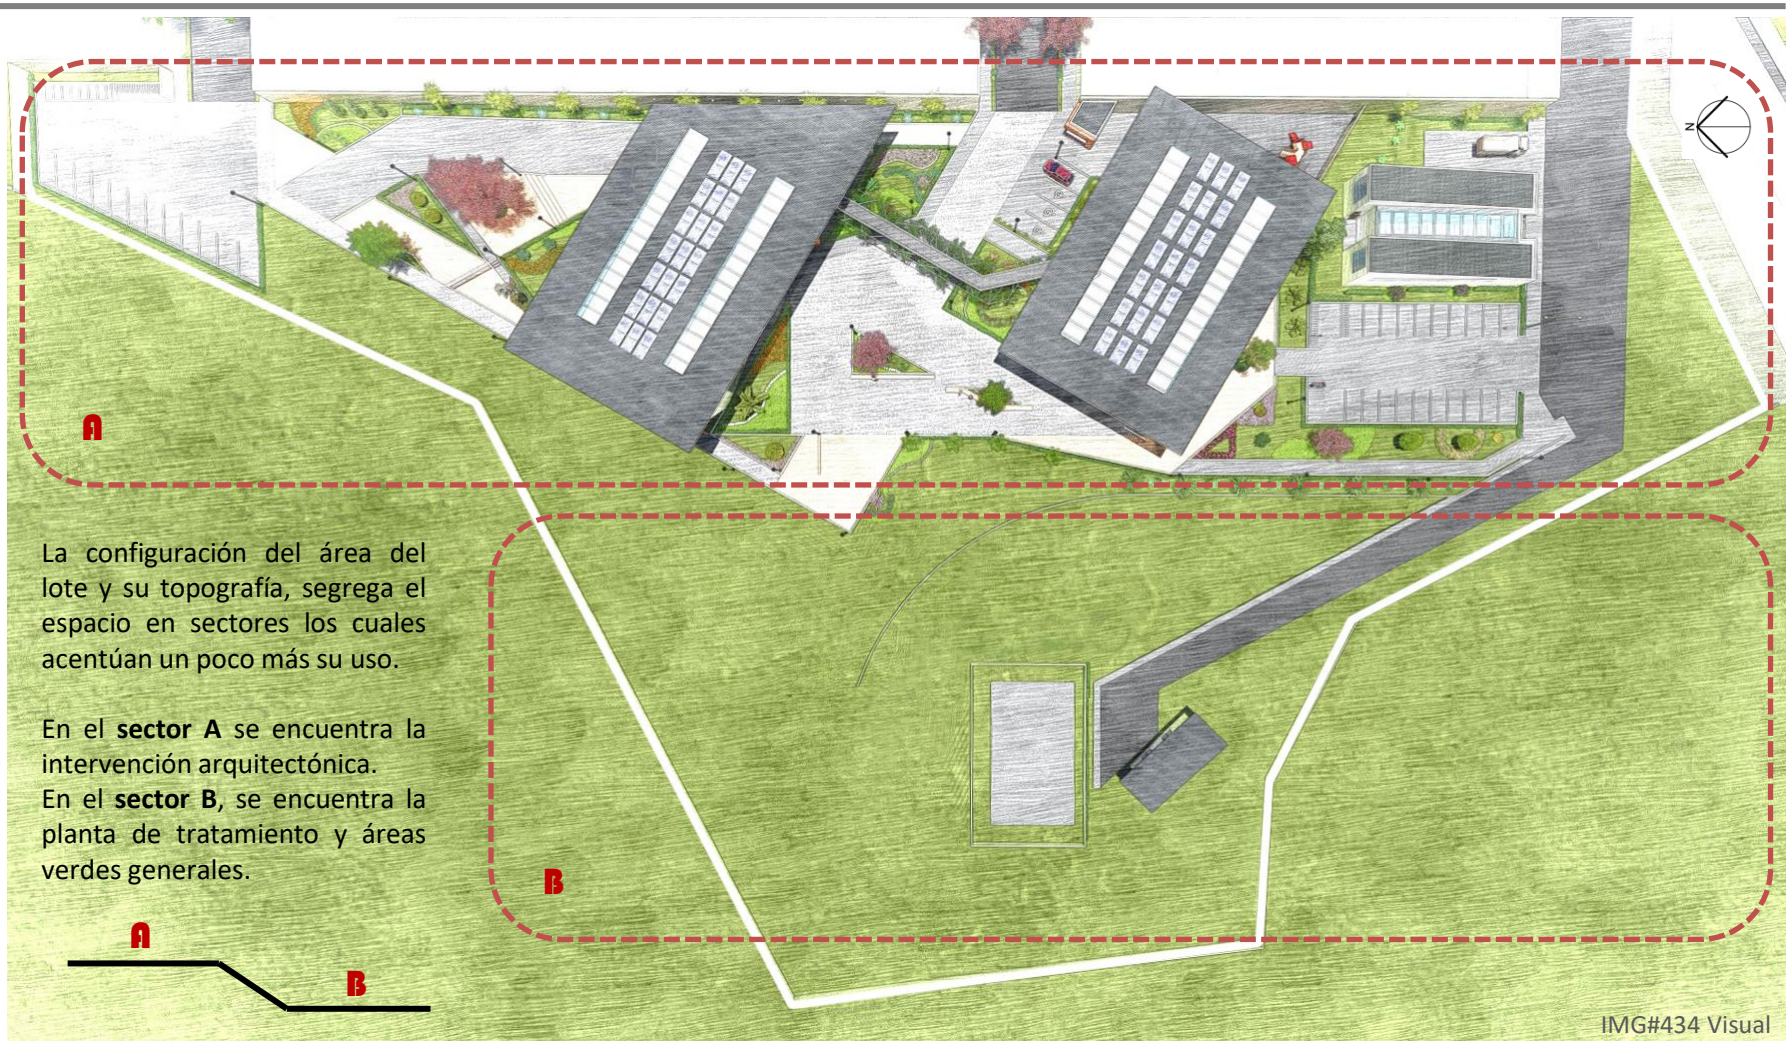 N
A
La configuración del área del
lote y su topografía, segrega el
espacio en sectores los cuales
acentúan un poco más su uso.
En el sector A se encuentra la
intervención arquitectónica.
En el sector B, se encuentra la
planta de tratamiento y áreas
verdes generales.
B
A
B
IMG#434 Visual